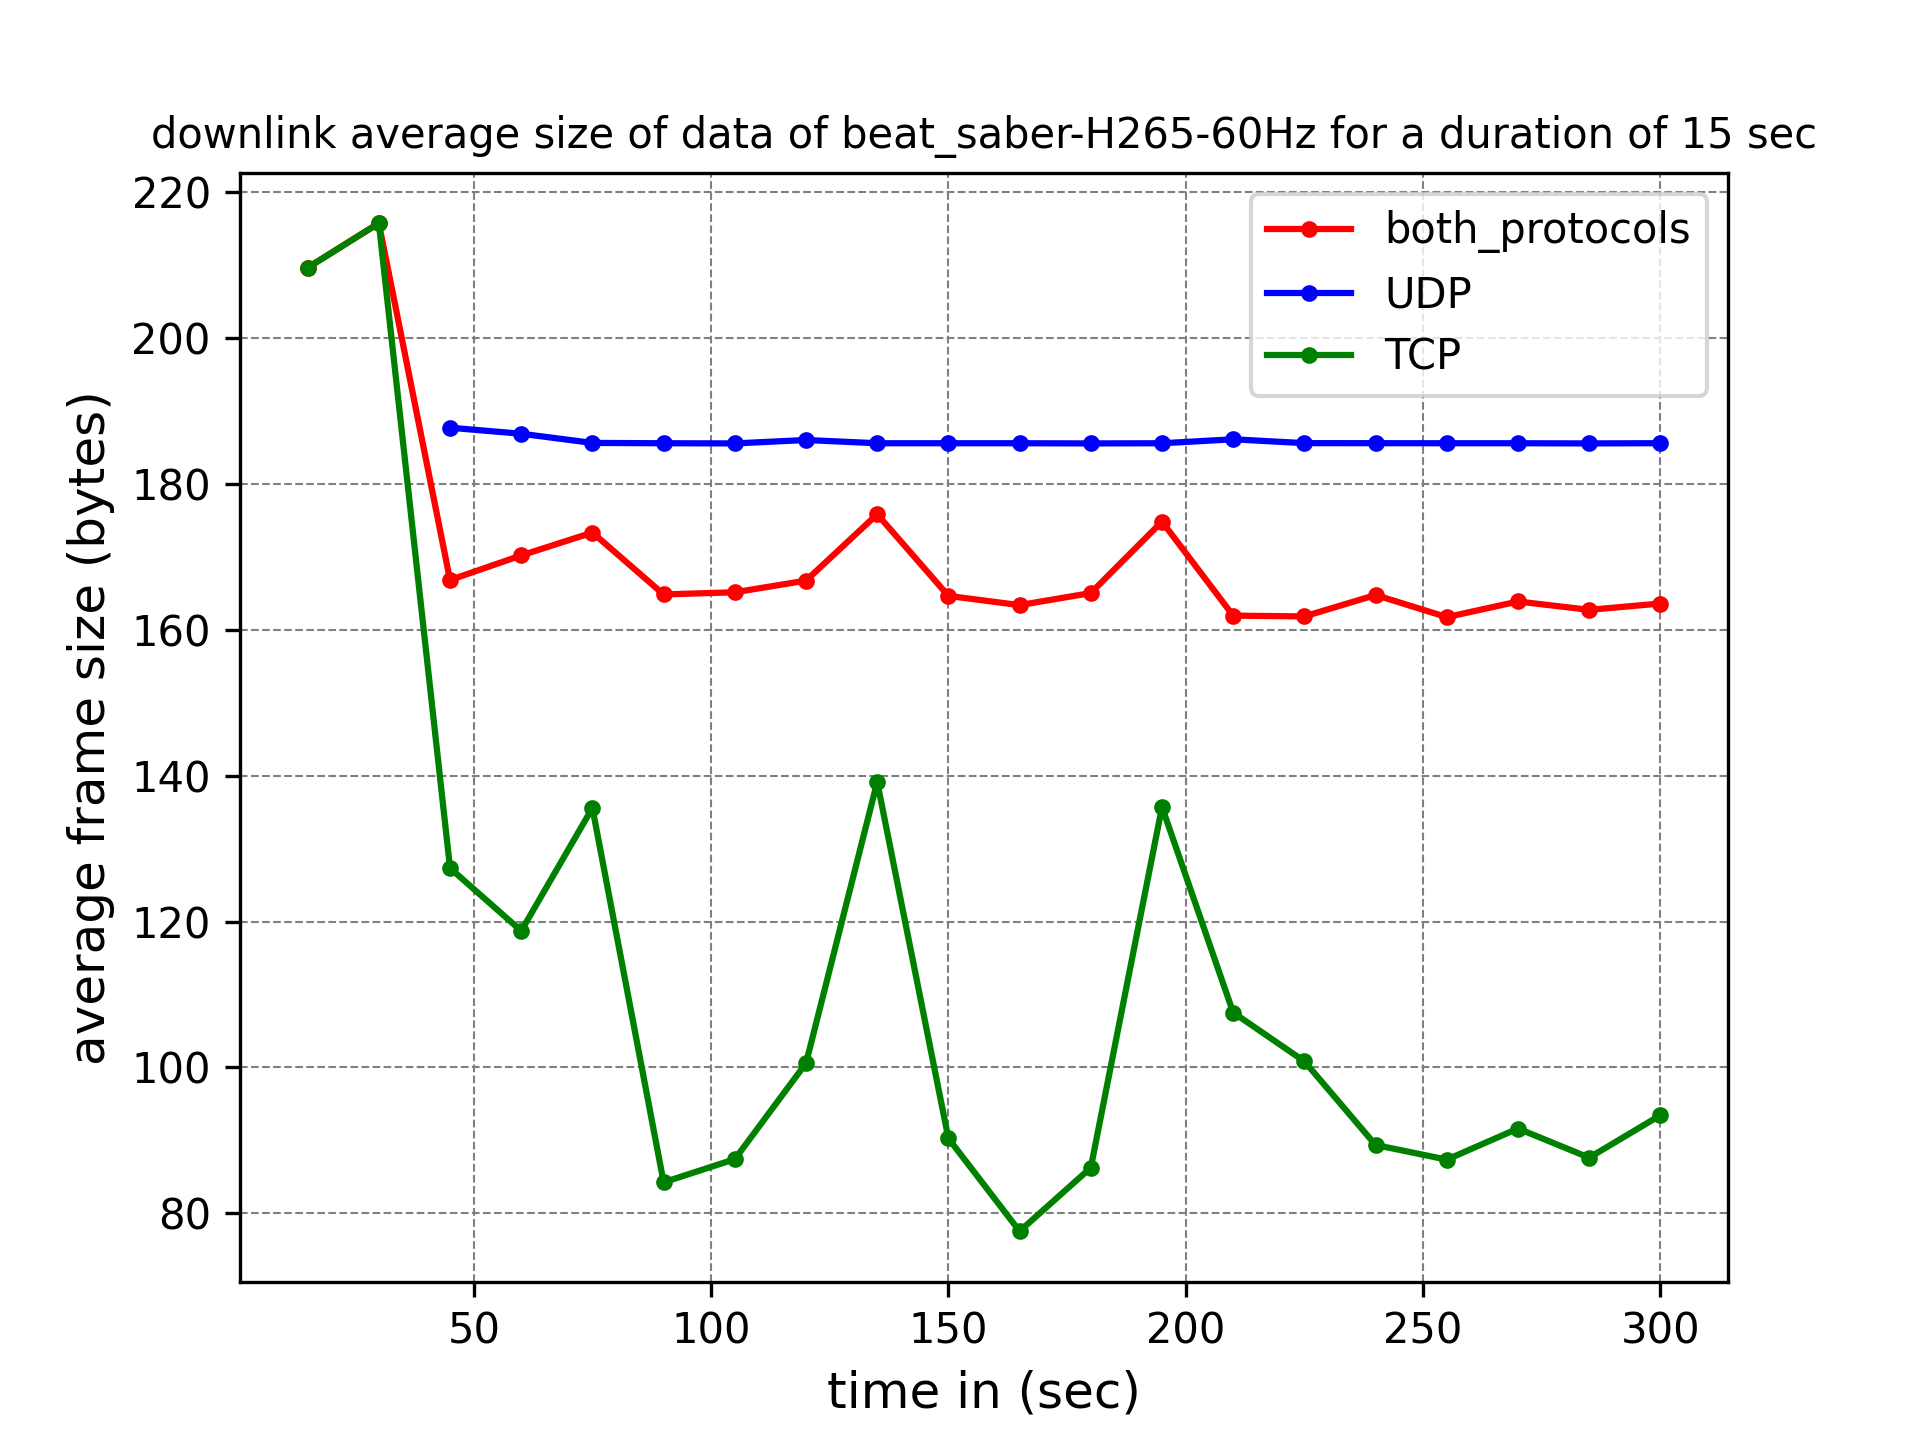 downlink average size of data of beat_saber-H265-60Hz for a duration of 15 sec
220
200
180
160
140
120
100
80
average frame size (bytes)
both_protocols
UDP
TCP
50 100 150 200 250 300
time in (sec)